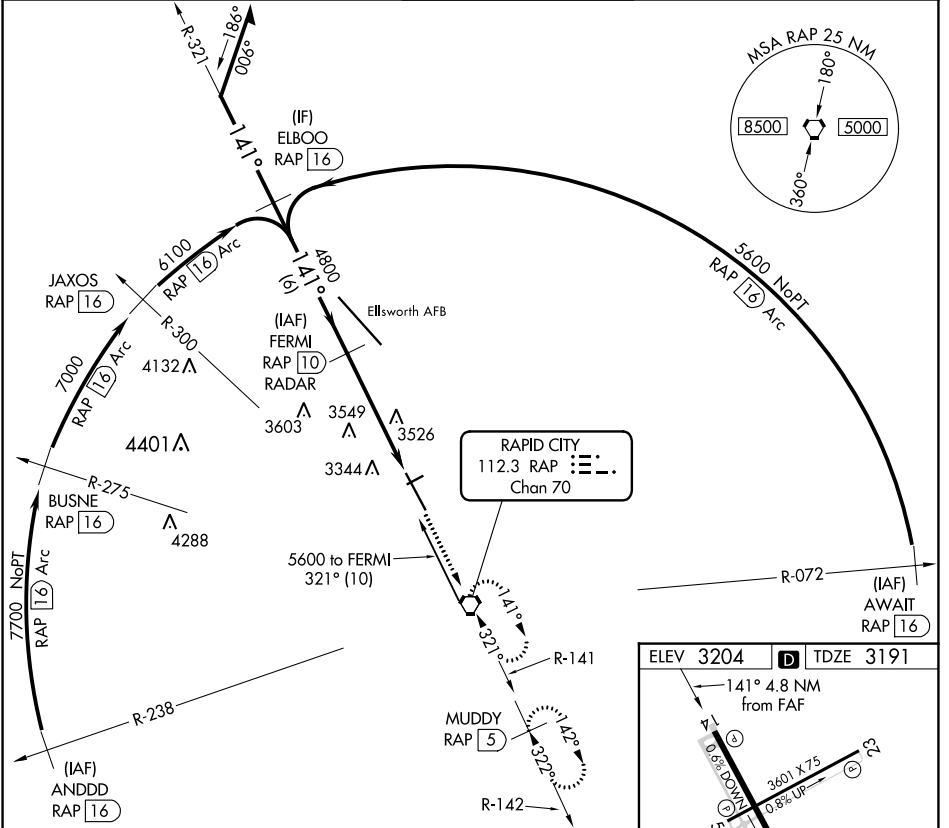 R-321
186°
006°
141°
(IF)
ELBOO
RAP 16
MSA RAP 25 NM
180°
8500
5000
360°
6100
RAP 16 Arc
4800
141°
(6)
5600 NoPT
RAP 16 Arc
JAXOS
RAP 16
R-300
Ellsworth AFB
(IAF)
FERMI
RAP 10
RADAR
7000
RAP 16 Arc
4132
3603
3549
3526
4401
3344
RAPID CITY
112.3 RAP
Chan 70
R-275
BUSNE
RAP 16
4288
7700 NoPT
RAP 16 Arc
5600 to FERMI
321° (10)
R-072
(IAF)
AWAIT
RAP 16
141°
321°
R-141
R-238
MUDDY
RAP 5
142°
322°
R-142
(IAF)
ANDDD
RAP 16
ELEV 3204
D
TDZE 3191
141° 4.8 NM
from FAF
14
P
0.6% DOWN
3601 X 75
0.8% UP
23
P
P
5